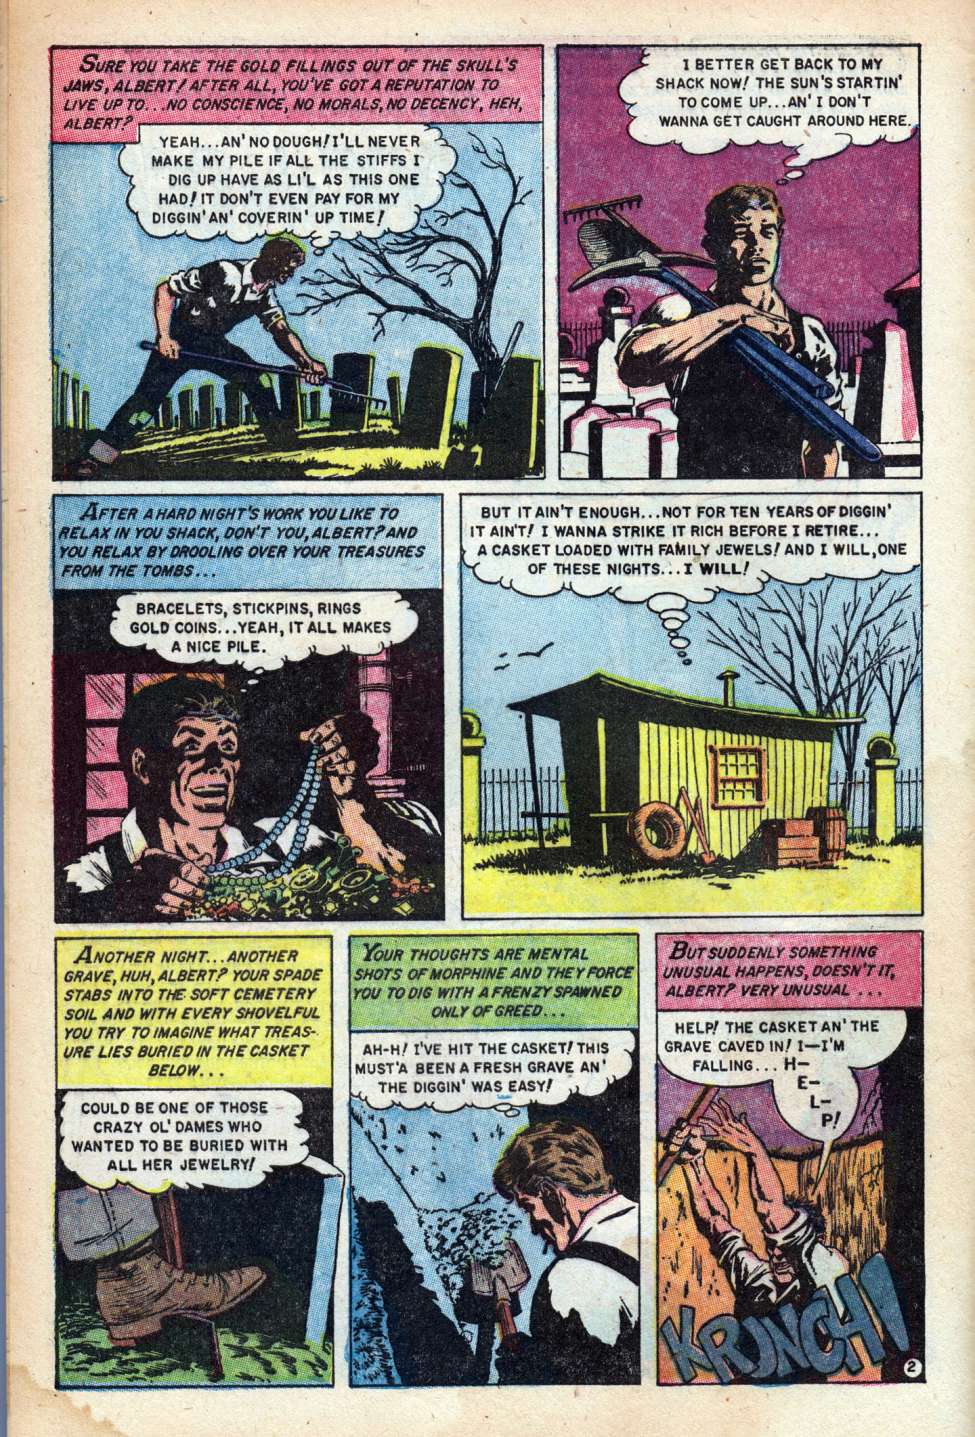 SURE YOU TAKE THE GOLD FILLINGS OUT OF THE SKULL'S
JAWS, ALBERT! AFTER ALL, YOU'VE GOT A REPUTATION TO
LIVE UP TO...NO CONSCIENCE, NO MORALS, NO DECENCY, HEH,
ALBERT?
YEAH...AN' NO DOUGH! I'LL NEVER
MAKE MY PILE IF ALL THE STIFFS I
DIG UP HAVE AS LI'L AS THIS ONE
HAD! IT DON'T EVEN PAY FOR MY
DIGGIN' AN' COVERIN' UP TIME!
I BETTER GET BACK TO MY
SHACK NOW! THE SUN'S STARTIN'
TO COME UP...AN' I DON'T
WANNA GET CAUGHT AROUND HERE.
AFTER A HARD NIGHT'S WORK YOU LIKE TO
RELAX IN YOU SHACK, DON'T YOU, ALBERT? AND
YOU RELAX BY DROOLING OVER YOUR TREASURES
FROM THE TOMBS...
BRACELETS, STICKPINS, RINGS
GOLD COINS...YEAH, IT ALL MAKES
A NICE PILE.
BUT IT AIN'T ENOUGH...NOT FOR TEN YEARS OF DIGGIN'
IT AIN'T! I WANNA STRIKE IT RICH BEFORE I RETIRE...
A CASKET LOADED WITH FAMILY JEWELS! AND I WILL, ONE
OF THESE NIGHTS...I WILL!
ANOTHER NIGHT...ANOTHER
GRAVE, HUH, ALBERT? YOUR SPADE
STABS INTO THE SOFT CEMETERY
SOIL AND WITH EVERY SHOVELFUL
YOU TRY TO IMAGINE WHAT TREAS-
URE LIES BURIED IN THE CASKET
BELOW...
COULD BE ONE OF THOSE
CRAZY OL' DAMES WHO
WANTED TO BE BURIED WITH
ALL HER JEWELRY!
YOUR THOUGHTS ARE MENTAL
SHOTS OF MORPHINE AND THEY FORCE
YOU TO DIG WITH A FRENZY SPAWNED
ONLY OF GREED...
AH-H! I'VE HIT THE CASKET! THIS
MUST'A BEEN A FRESH GRAVE AN'
THE DIGGIN' WAS EASY!
BUT SUDDENLY SOMETHING
UNUSUAL HAPPENS, DOESN'T IT,
ALBERT? VERY UNUSUAL...
HELP! THE CASKET AN' THE
GRAVE CAVED IN! I—I'M
FALLING... H-
E-
L-
P!
KRUNCH!
2